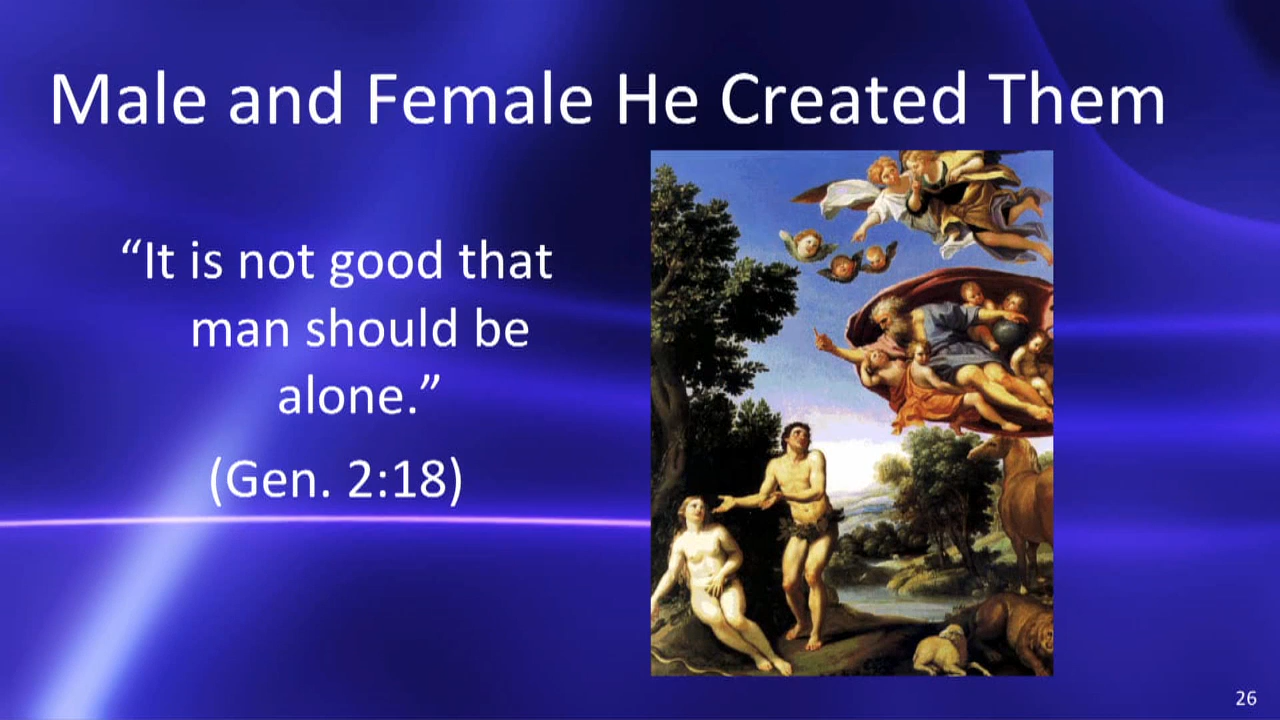 Male and Female He Created Them
“It is not good that
man should be
alone.”
(Gen. 2:18)
26